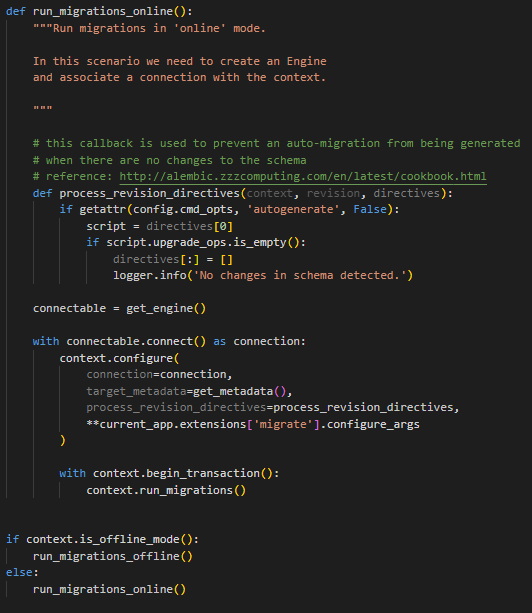 def run_migrations_online():
    """Run migrations in 'online' mode.

    In this scenario we need to create an Engine
    and associate a connection with the context.

    """

    # this callback is used to prevent an auto-migration from being generated
    # when there are no changes to the schema
    # reference: http://alembic.zzzcomputing.com/en/latest/cookbook.html
    def process_revision_directives(context, revision, directives):
        if getattr(config.cmd_opts, 'autogenerate', False):
            script = directives[0]
            if script.upgrade_ops.is_empty():
                directives[:] = []
                logger.info('No changes in schema detected.')

    connectable = get_engine()

    with connectable.connect() as connection:
        context.configure(
            connection=connection,
            target_metadata=get_metadata(),
            process_revision_directives=process_revision_directives,
            **current_app.extensions['migrate'].configure_args
        )

        with context.begin_transaction():
            context.run_migrations()


if context.is_offline_mode():
    run_migrations_offline()
else:
    run_migrations_online()